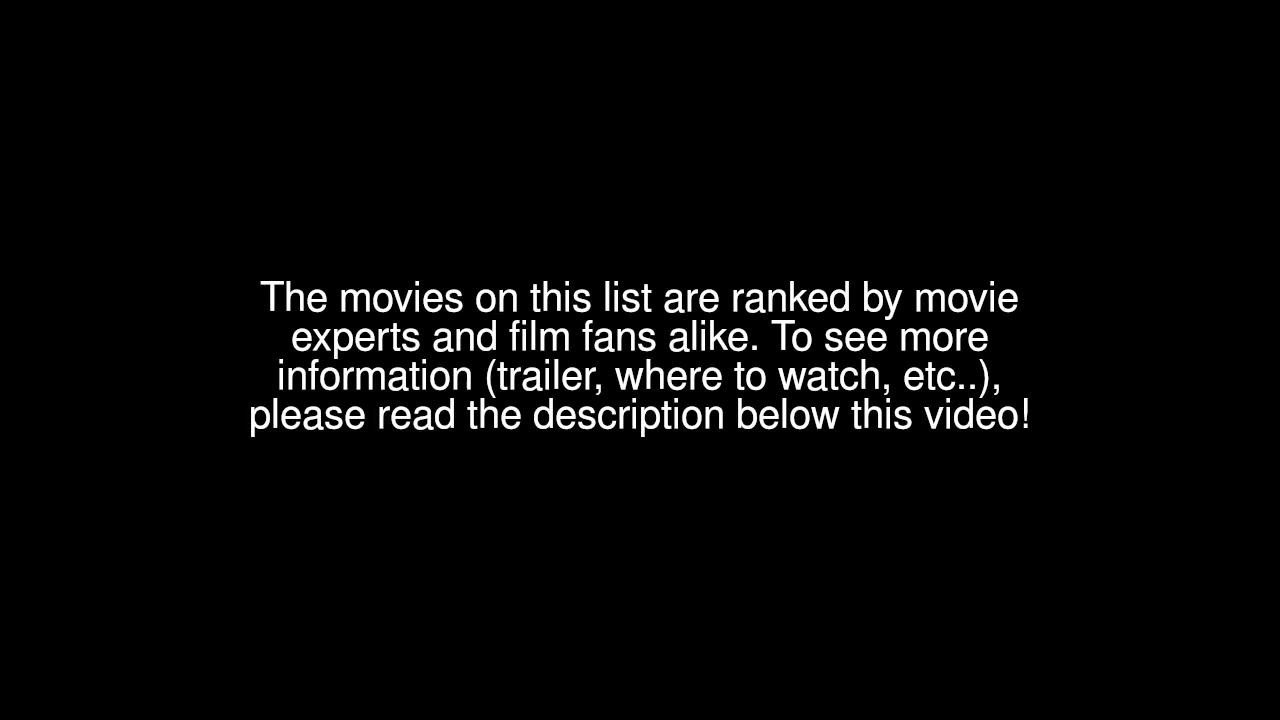 The movies on this list are ranked by movie
experts and film fans alike. To see more
information (trailer, where to watch, etc..),
please read the description below this video!